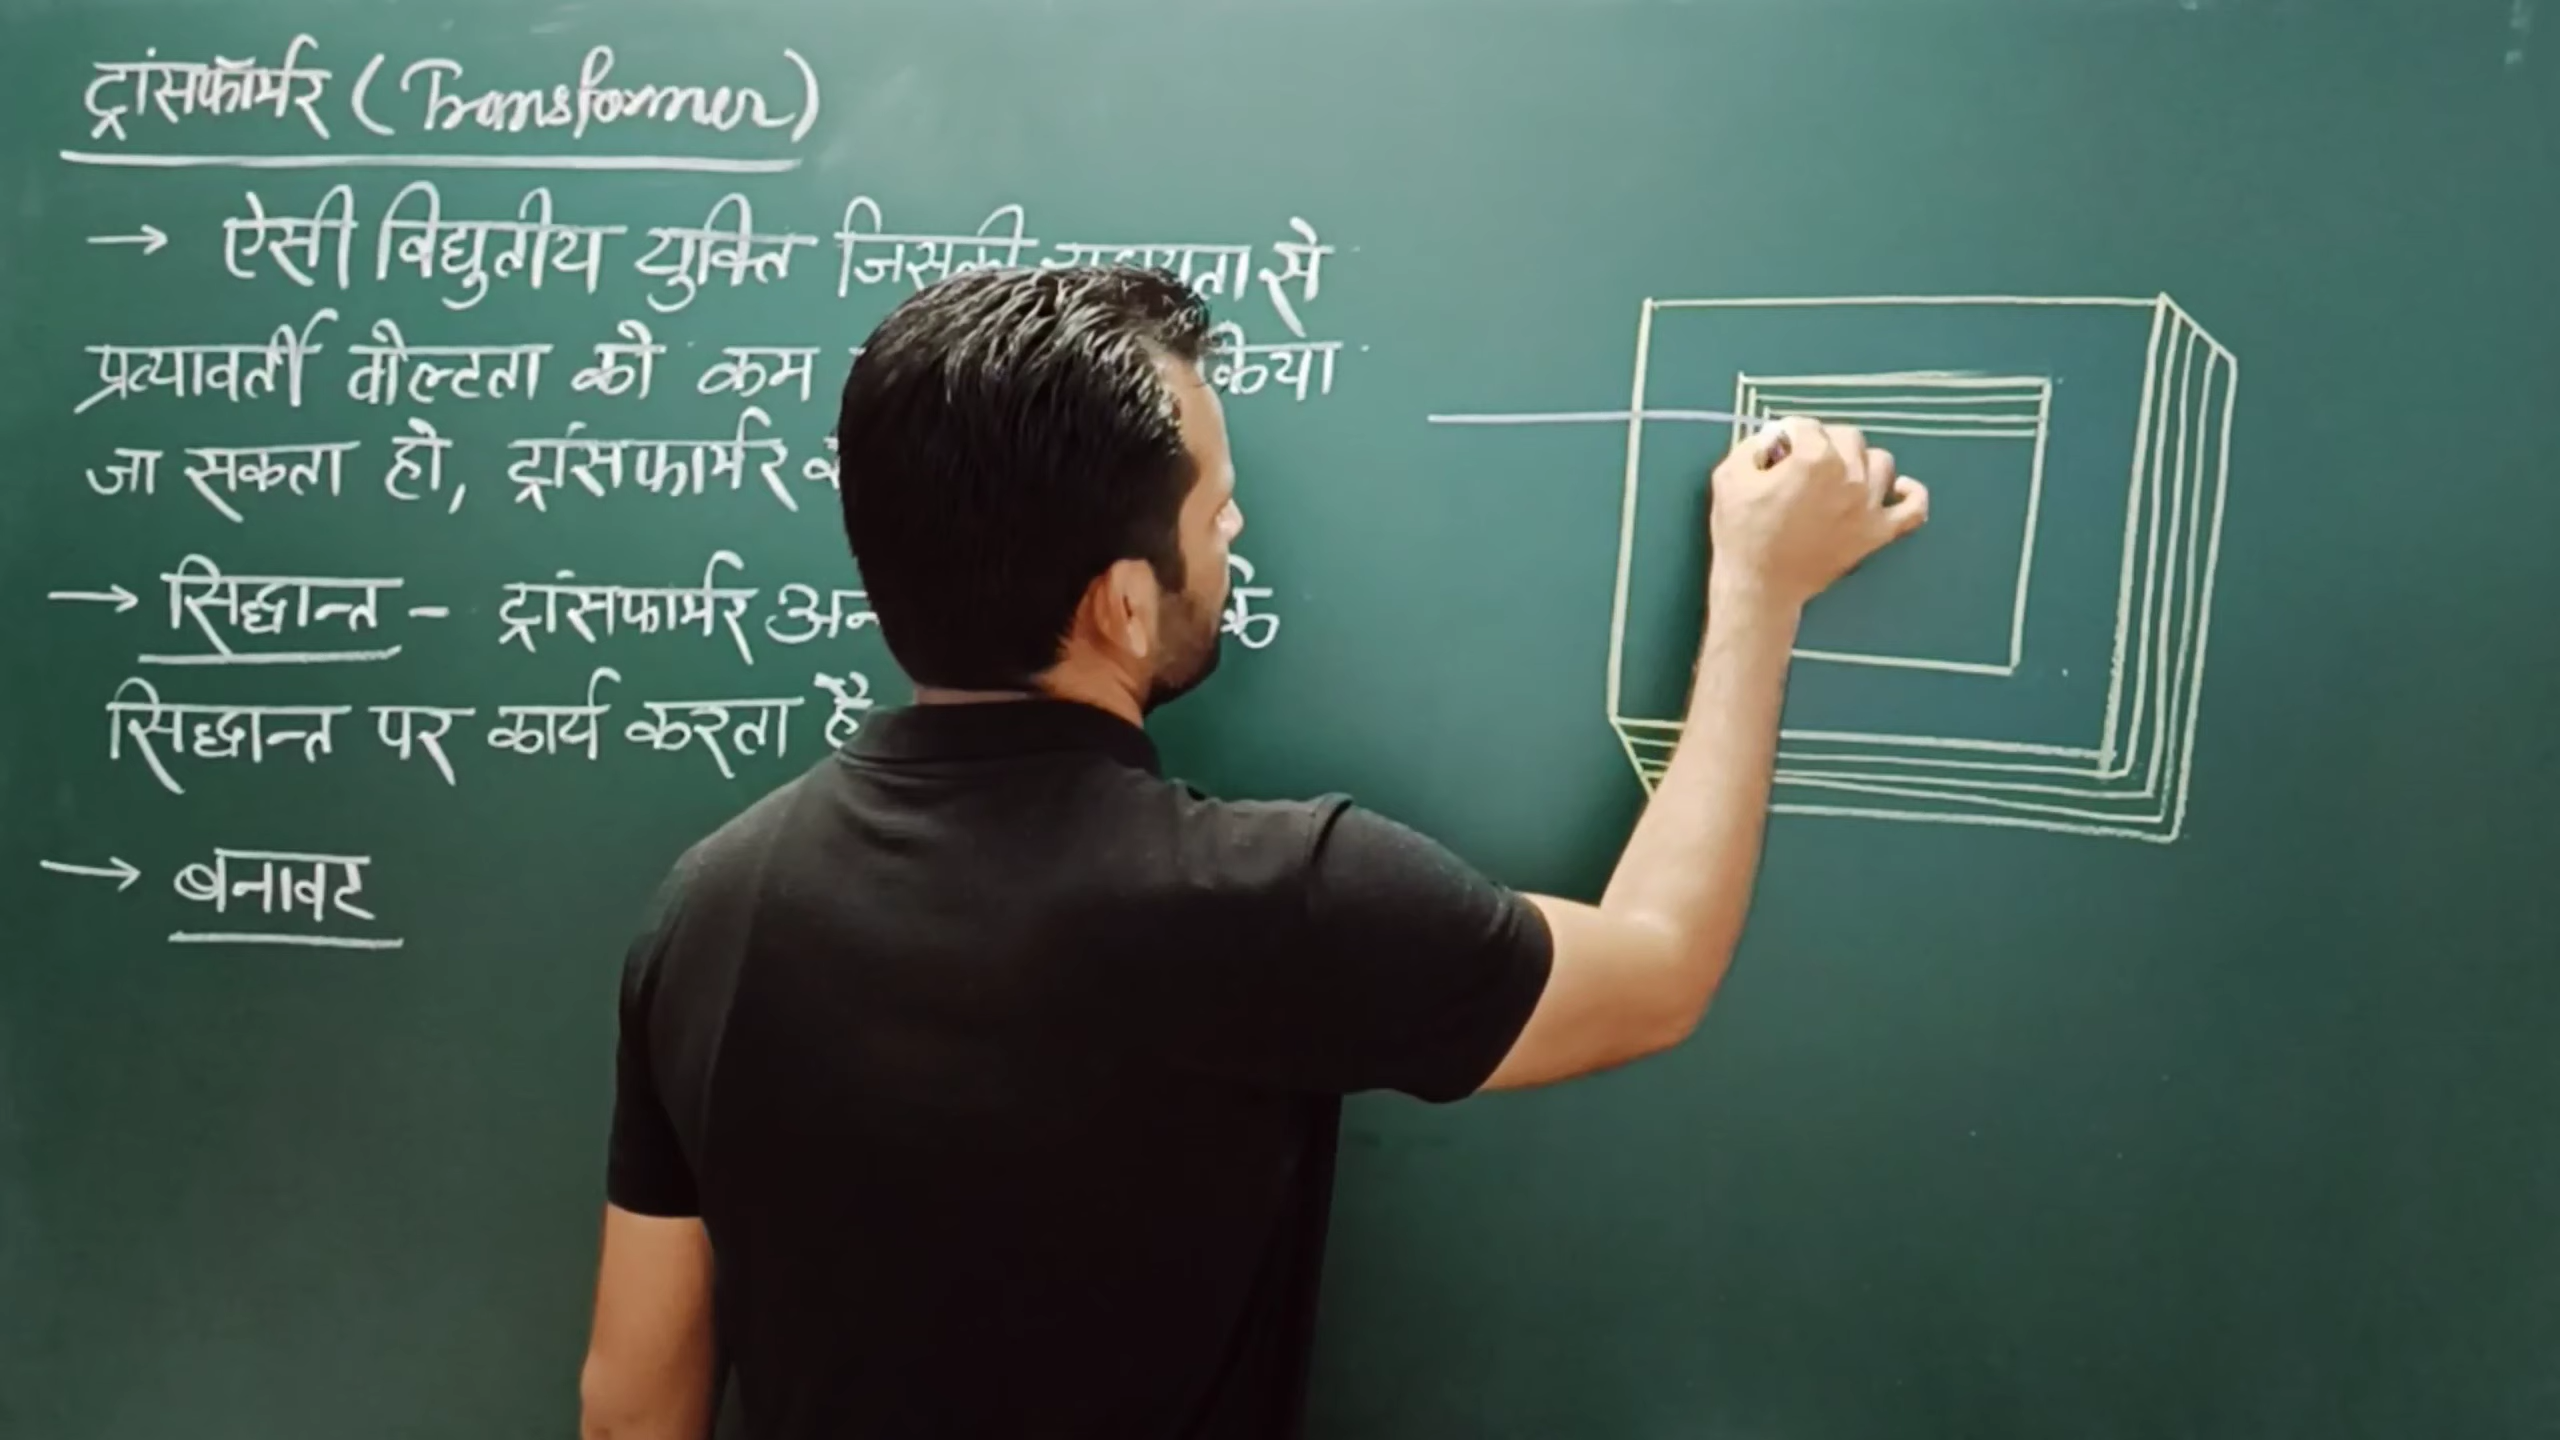 ट्रांसफॉर्मर (Transformer)
→ ऐसी विद्युतीय युक्ति जिसकी सहायता से
प्रत्यावर्ती वोल्टता को कम किया
जा सकता हो, ट्रांसफार्मर
→ सिद्धान्त - ट्रांसफार्मर के
सिद्धान्त पर कार्य करता है
→ बनावट